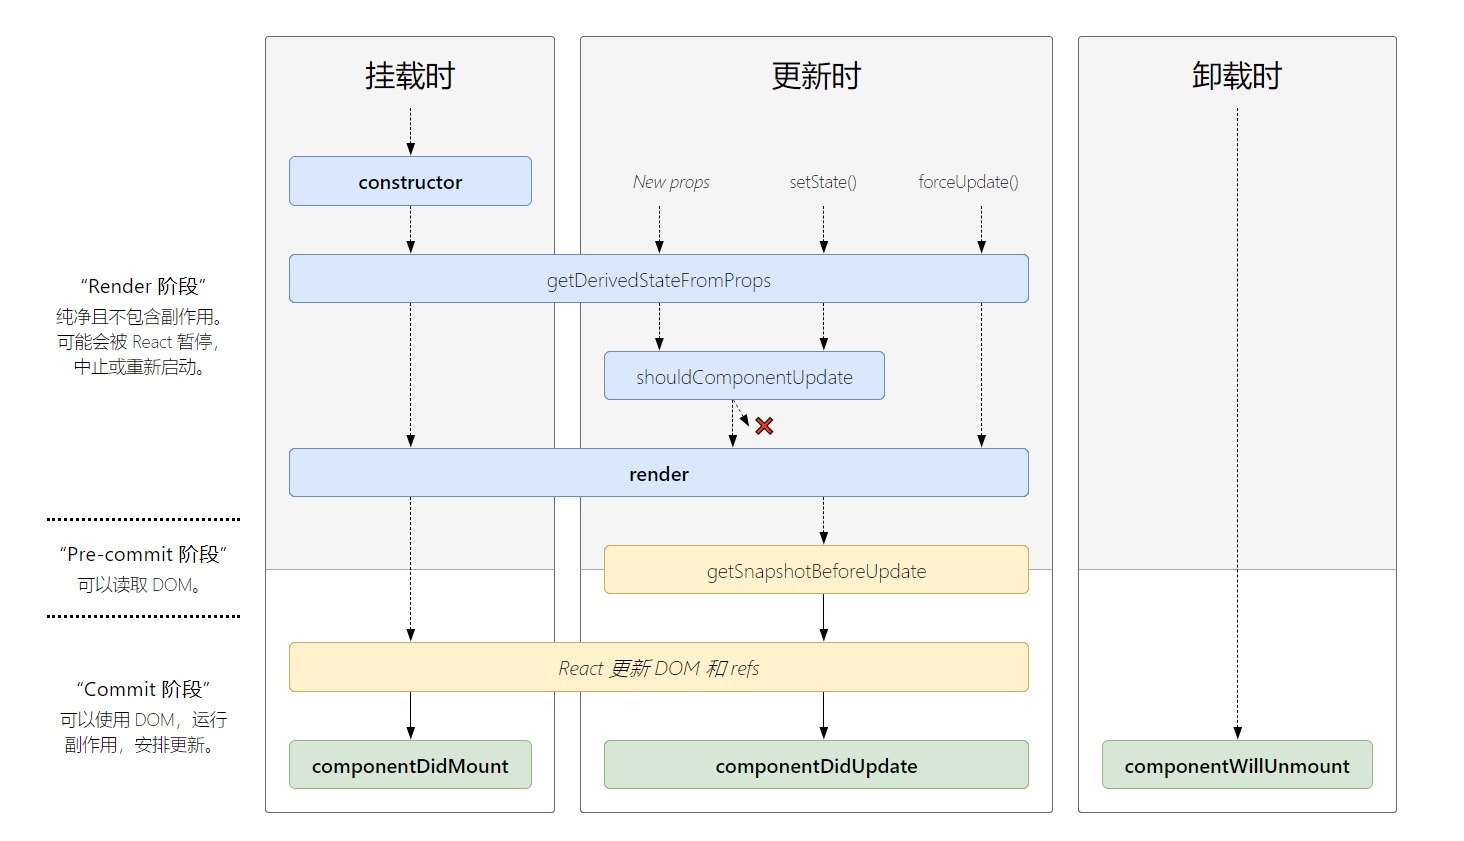 挂载时
更新时
卸载时
constructor
New props
setState()
forceUpdate()
getDerivedStateFromProps
“Render 阶段”
纯净且不包含副作用。
可能会被 React 暂停，
中止或重新启动。
shouldComponentUpdate
render
“Pre-commit 阶段”
可以读取 DOM。
getSnapshotBeforeUpdate
React 更新 DOM 和 refs
“Commit 阶段”
可以使用 DOM，运行
副作用，安排更新。
componentDidMount
componentDidUpdate
componentWillUnmount